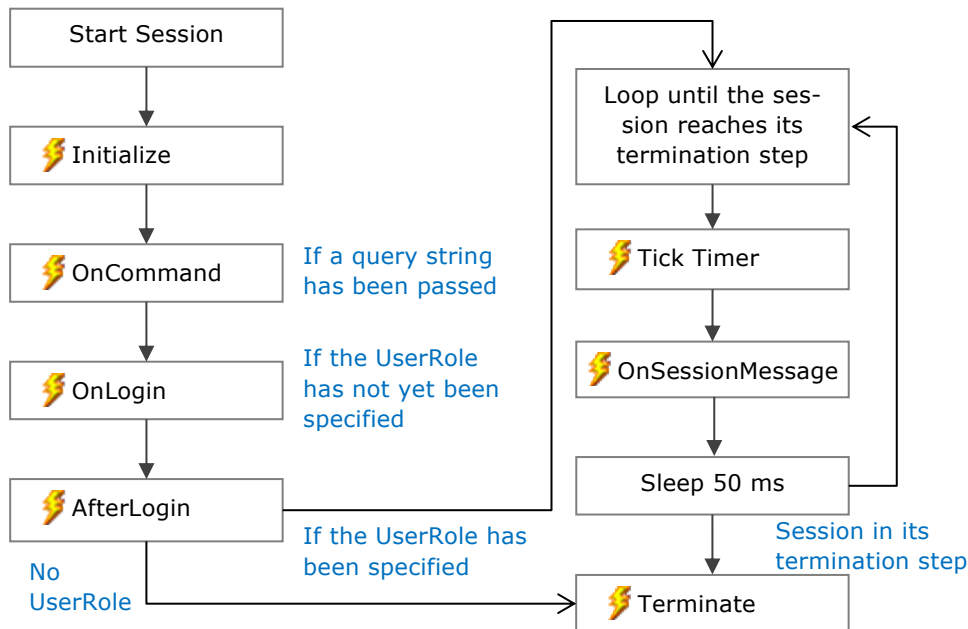 Start Session
Initialize
OnCommand
If a query string
has been passed
OnLogin
If the UserRole
has not yet been
specified
AfterLogin
If the UserRole has
been specified
No
UserRole
Loop until the ses-
sion reaches its
termination step
Tick Timer
OnSessionMessage
Sleep 50 ms
Session in its
termination step
Terminate